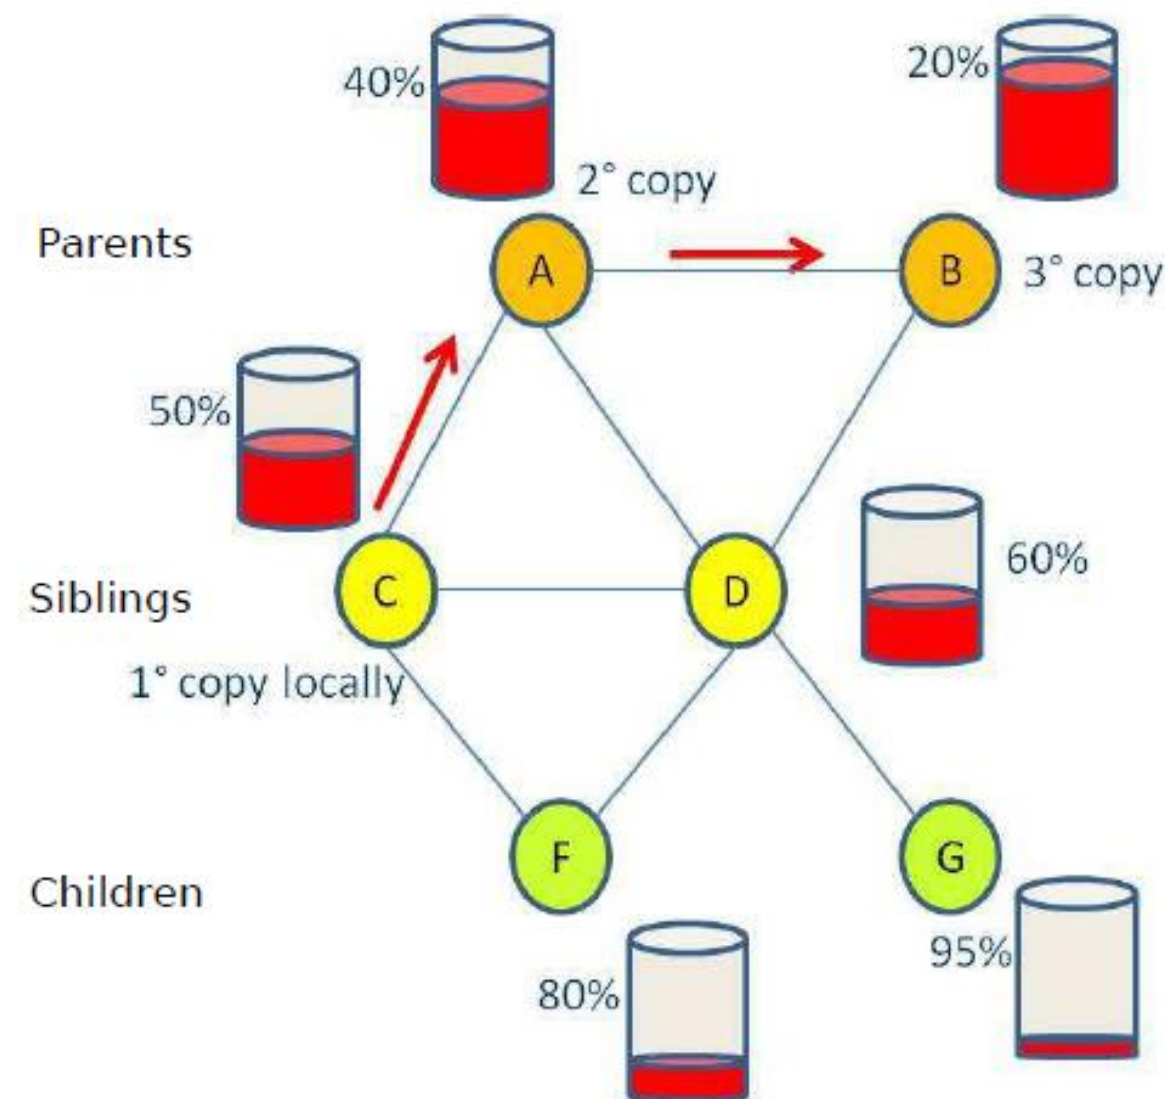 40%
20%
2° copy
Parents
A
B
3° copy
50%
60%
Siblings
C
D
1° copy locally
F
G
Children
95%
80%